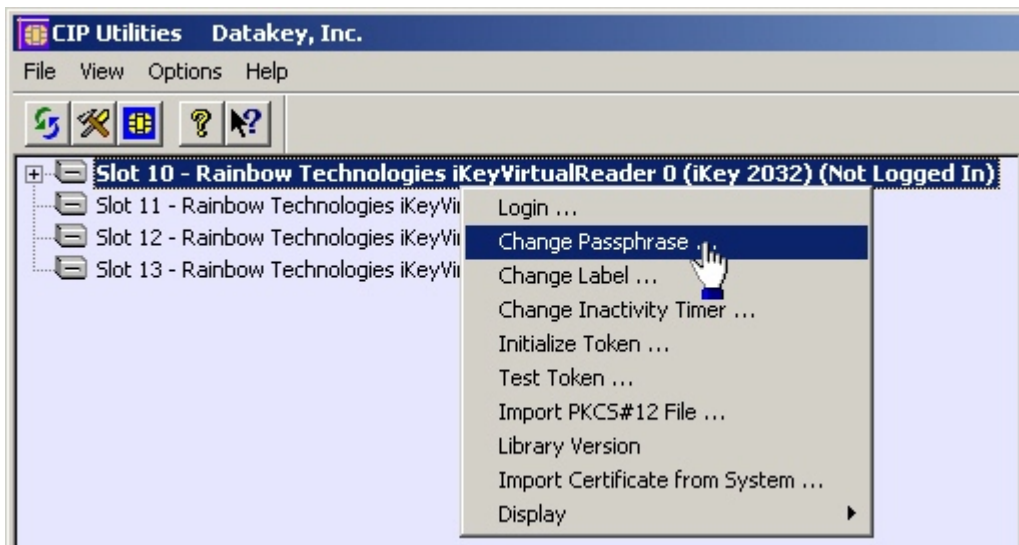 CIP Utilities Datakey, Inc.
File View Options Help
Slot 10 - Rainbow Technologies iKeyVirtualReader 0 (iKey 2032) (Not Logged In)
Slot 11 - Rainbow Technologies iKeyVi
Slot 12 - Rainbow Technologies iKeyVi
Slot 13 - Rainbow Technologies iKeyVi
Login ...
Change Passphrase ...
Change Label ...
Change Inactivity Timer ...
Initialize Token ...
Test Token ...
Import PKCS#12 File ...
Library Version
Import Certificate from System ...
Display